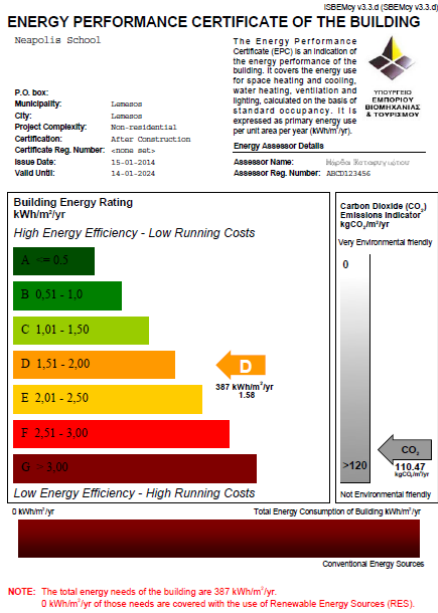 iSBEMcy v3.3.d (SBEMcy v3.3.d)
ENERGY PERFORMANCE CERTIFICATE OF THE BUILDING
Neapolis School
The Energy Performance
Certificate (EPC) is an indication of
the energy performance of the
building. It covers the energy use
for space heating and cooling,
water heating, ventilation and
lighting, calculated on the basis of
standard occupancy. It is
expressed as primary energy use
per unit area per year (kWh/m²/yr).
ΥΠΟΥΡΓΕΙΟ
ΕΜΠΟΡΙΟΥ
ΒΙΟΜΗΧΑΝΙΑΣ
& ΤΟΥΡΙΣΜΟΥ
P.O. box:
Municipality: Lemesos
City: Lemesos
Project Complexity: Non-residential
Certification: After Construction
Certificate Reg. Number: <none set>
Issue Date: 15-01-2014
Valid Until: 14-01-2024
Energy Assessor Details
Assessor Name:
Assessor Reg. Number: ABCD123456
Building Energy Rating
kWh/m²/yr
High Energy Efficiency - Low Running Costs
A <= 0.5
B 0,51 - 1,0
C 1,01 - 1,50
D 1,51 - 2,00
D
387 kWh/m²/yr
1.58
E 2,01 - 2,50
F 2,51 - 3,00
G > 3,00
Low Energy Efficiency - High Running Costs
Carbon Dioxide (CO₂)
Emissions Indicator
kgCO₂/m²/yr
Very Environmental friendly
0
CO₂
>120
110.47
kgCO₂/m²/yr
Not Environmental friendly
0 kWh/m²/yr Total Energy Consumption of Building kWh/m²/yr
Conventional Energy Sources
NOTE: The total energy needs of the building are 387 kWh/m²/yr.
0 kWh/m²/yr of those needs are covered with the use of Renewable Energy Sources (RES).